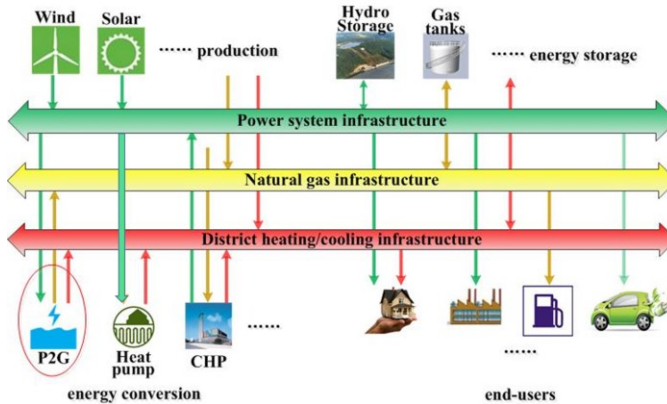 Wind
Solar
...... production
Hydro
Storage
Gas
tanks
...... energy storage
Power system infrastructure
Natural gas infrastructure
District heating/cooling infrastructure
P2G
Heat
pump
CHP
......
......
energy conversion
end-users